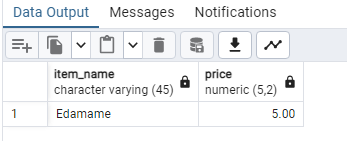 Data Output Messages Notifications
item_name price
character varying (45) numeric (5,2)
1 Edamame 5.00